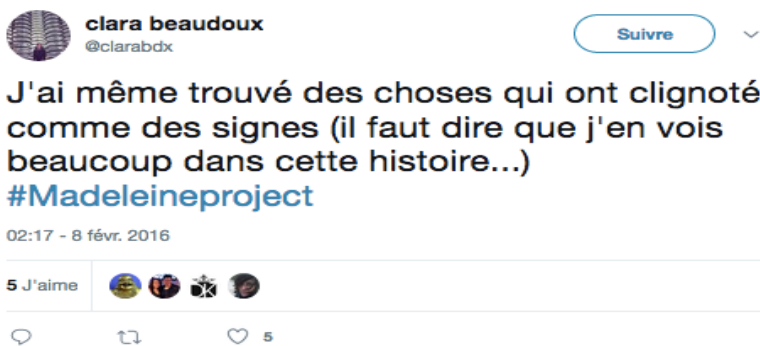 clara beaudoux
@clarabdx
Suivre
J'ai même trouvé des choses qui ont clignoté
comme des signes (il faut dire que j'en vois
beaucoup dans cette histoire...)
#Madeleineproject
02:17 - 8 févr. 2016
5 J'aime
5